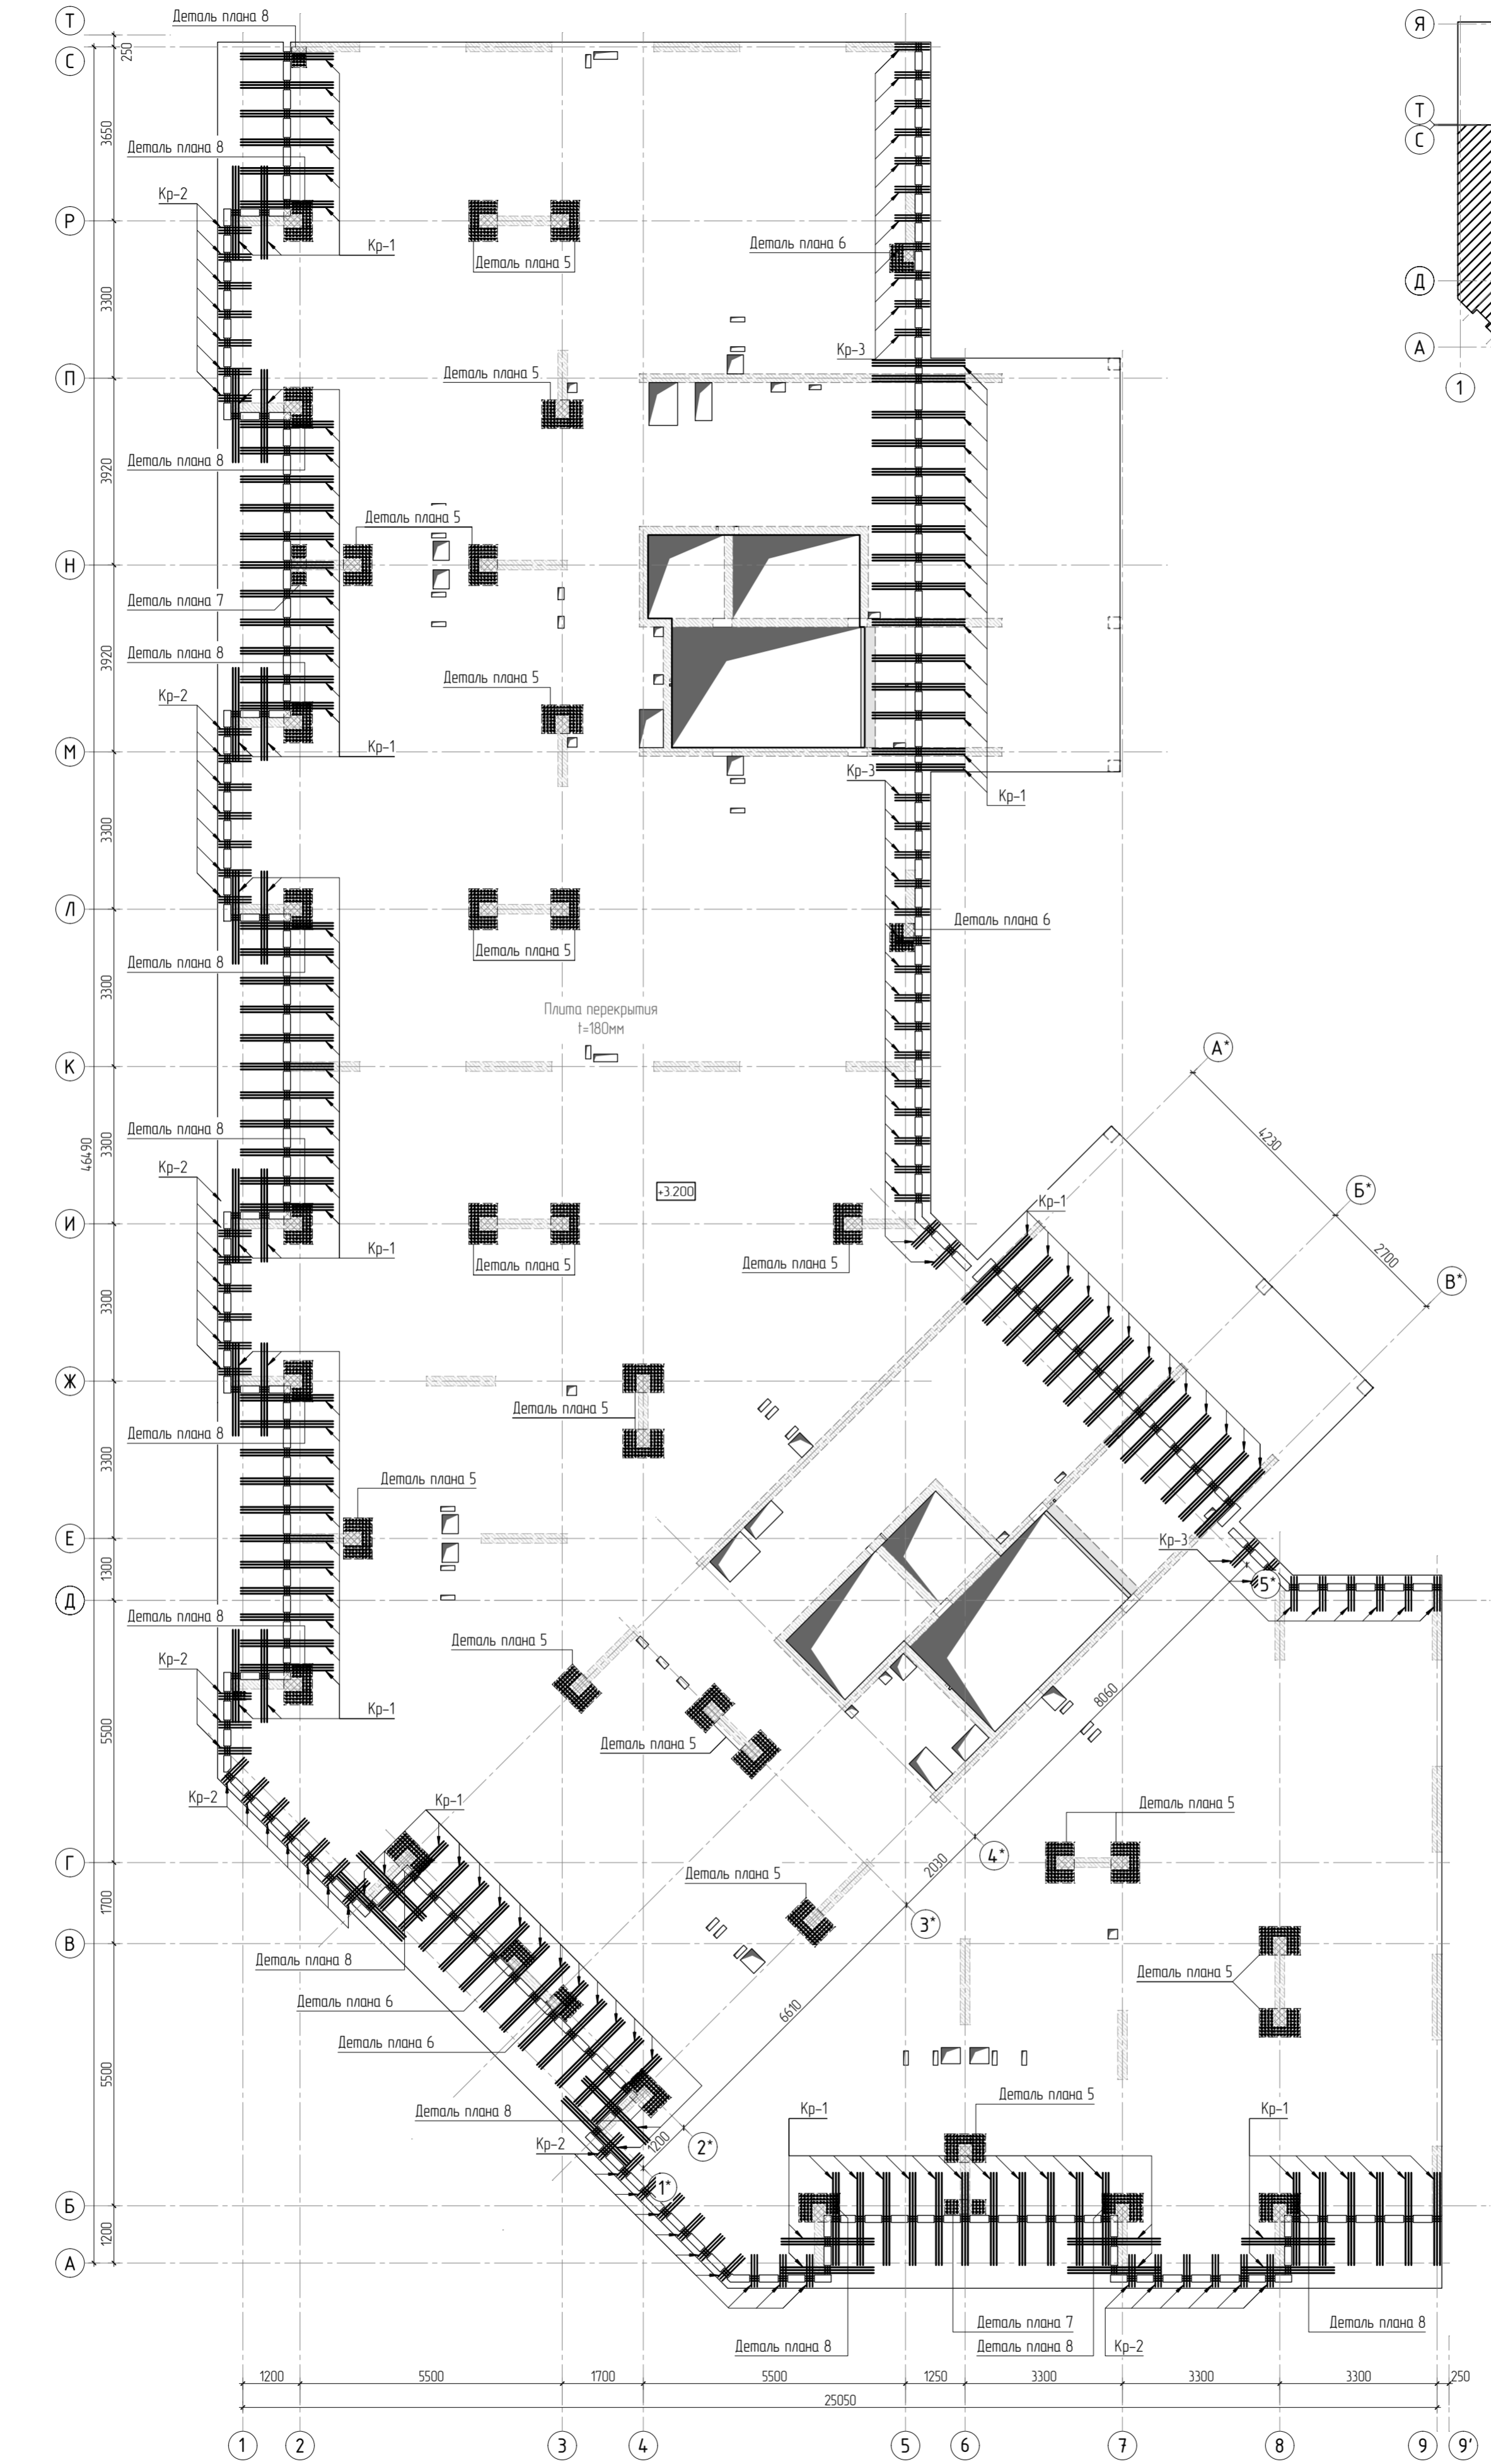 Деталь плана 8
Т
С
250
3650
Деталь плана 8
Кр-2
Р
Кр-1
Деталь плана 5
Деталь плана 6
3300
Кр-3
П
Деталь плана 5
3920
Деталь плана 8
Деталь плана 5
Н
Деталь плана 7
3920
Деталь плана 8
Деталь плана 5
Кр-2
М
Кр-1
Кр-3
Кр-1
3300
Л
Деталь плана 6
Деталь плана 5
Деталь плана 8
3300
Плита перекрытия
t=180мм
К
А*
4230
46490
3300
Деталь плана 8
Кр-2
+3.200
Кр-1
Б*
И
Кр-1
Деталь плана 5
Деталь плана 5
2700
В*
3300
Ж
Деталь плана 5
Деталь плана 8
3300
Деталь плана 5
Е
Кр-3
1300
5*
Д
Деталь плана 8
Деталь плана 5
Кр-2
Кр-1
5500
8060
Деталь плана 5
Кр-2
Кр-1
Деталь плана 5
Г
4*
2030
Деталь плана 5
1700
3*
В
Деталь плана 8
Деталь плана 5
Деталь плана 6
6610
Деталь плана 6
5500
Деталь плана 5
Деталь плана 8
Кр-1
Кр-1
Кр-2
1200
2*
1*
Б
1200
А
Деталь плана 7
Деталь плана 8
Деталь плана 8
Деталь плана 8
Кр-2
1200
5500
1700
5500
1250
3300
3300
3300
250
25050
1
2
3
4
5
6
7
8
9
9'
Я
Т
С
Д
А
1